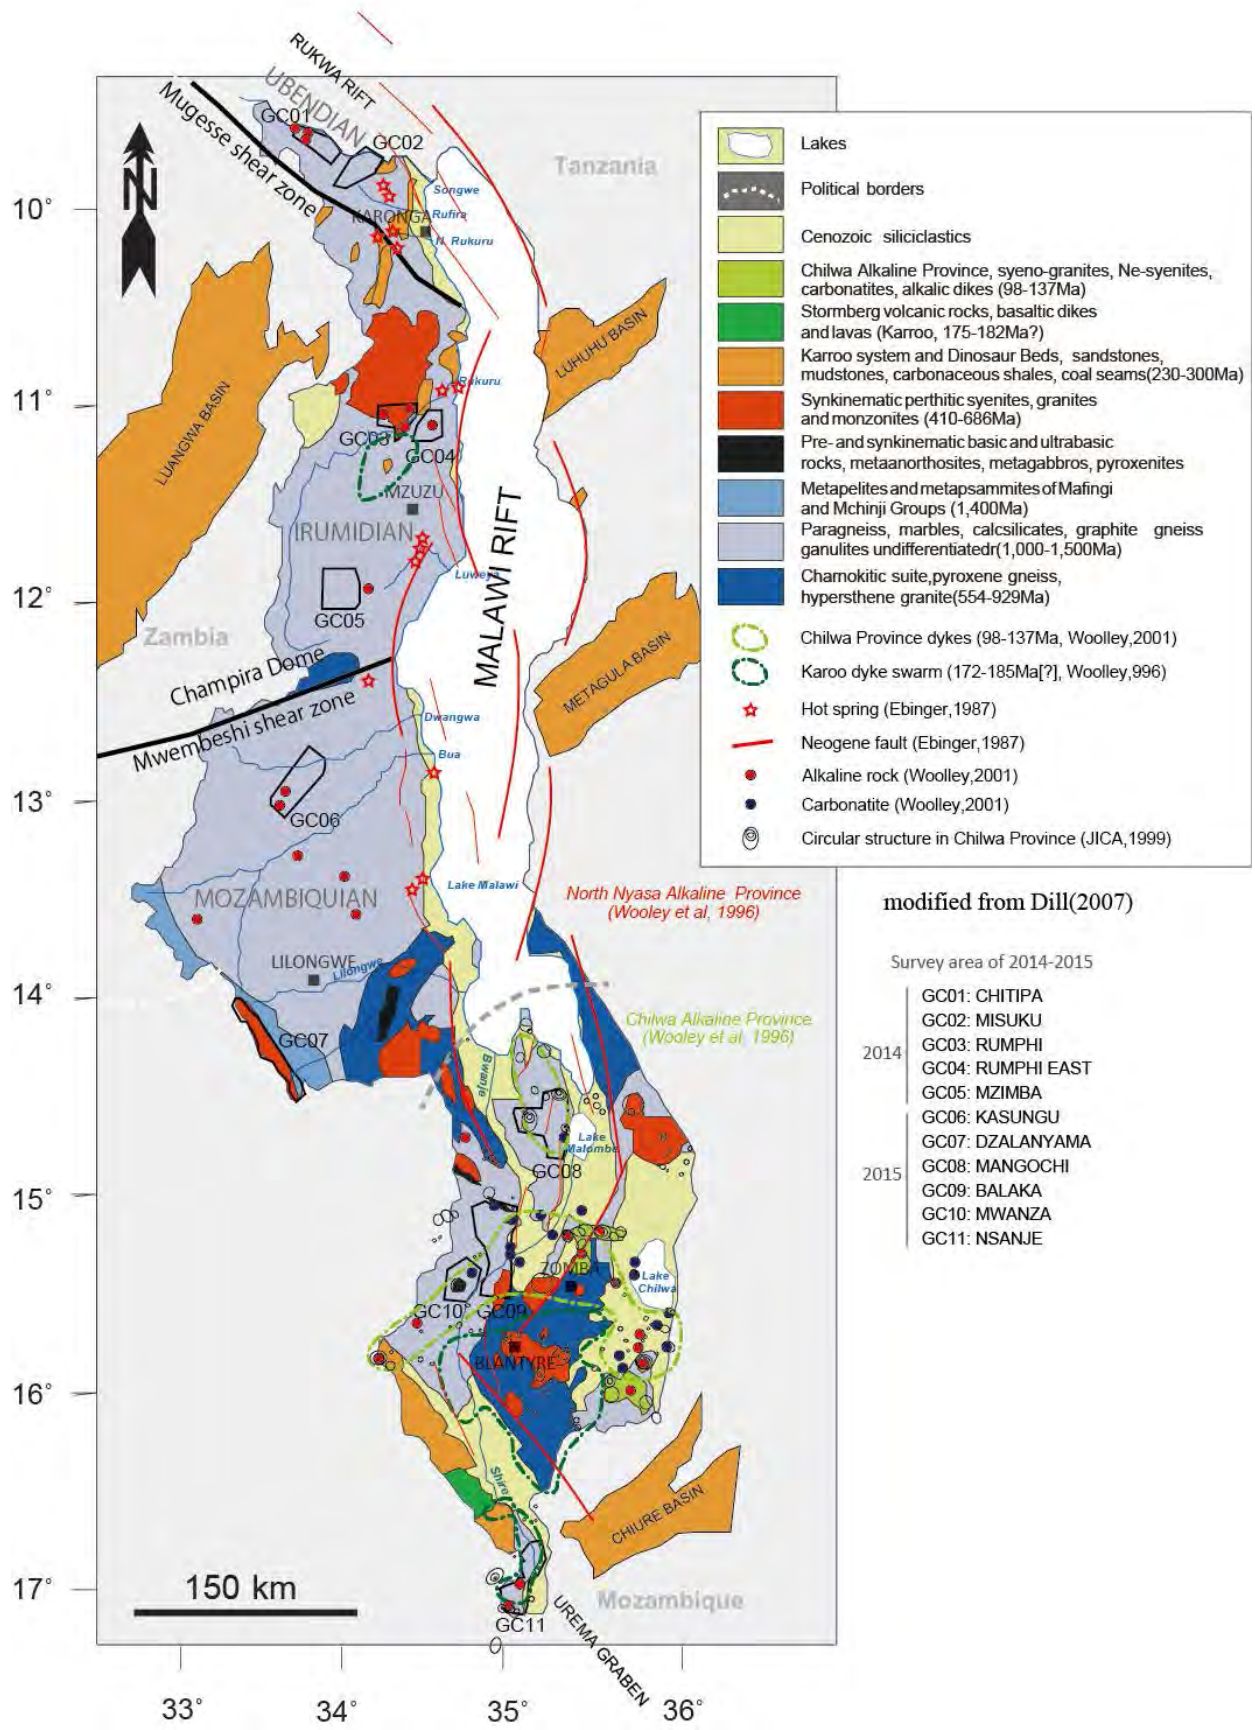 RUKWA RIFT
UBENDIAN
GC01
GC02
Mugesse shear zone
Tanzania
N
10°
Songwe
Rufira
KARONGA
N. Rukuru
LUHUHU BASIN
11°
Rukuru
LUANGWA BASIN
GC03
GC04
MZUZU
IRUMIDIAN
MALAWI RIFT
Luweya
12°
GC05
Zambia
Champira Dome
Mwembeshi shear zone
METAGULA BASIN
Dwangwa
Bua
13°
GC06
MOZAMBIQUIAN
Lake Malawi
North Nyasa Alkaline Province
(Wooley et al, 1996)
LILONGWE
Lilongwe
14°
GC07
Chilwa Alkaline Province
(Wooley et al, 1996)
Bwanje
Lake
Malombe
GC08
15°
ZOMBA
Lake
Chilwa
GC10
GC09
BLANTYRE
16°
Shire
CHIURE BASIN
17°
150 km
Mozambique
GC11
UREMA GRABEN
33°
34°
35°
36°
Lakes
Political borders
Cenozoic siliciclastics
Chilwa Alkaline Province, syeno-granites, Ne-syenites,
carbonatites, alkalic dikes (98-137Ma)
Stormberg volcanic rocks, basaltic dikes
and lavas (Karroo, 175-182Ma?)
Karroo system and Dinosaur Beds, sandstones,
mudstones, carbonaceous shales, coal seams(230-300Ma)
Synkinematic perthitic syenites, granites
and monzonites (410-686Ma)
Pre- and synkinematic basic and ultrabasic
rocks, metaanorthosites, metagabbros, pyroxenites
Metapelites and metapsammites of Mafingi
and Mchinji Groups (1,400Ma)
Paragneiss, marbles, calcsilicates, graphite gneiss
ganulites undifferentiatedr(1,000-1,500Ma)
Charnokitic suite,pyroxene gneiss,
hypersthene granite(554-929Ma)
Chilwa Province dykes (98-137Ma, Woolley,2001)
Karoo dyke swarm (172-185Ma[?], Woolley,996)
Hot spring (Ebinger,1987)
Neogene fault (Ebinger,1987)
Alkaline rock (Woolley,2001)
Carbonatite (Woolley,2001)
Circular structure in Chilwa Province (JICA,1999)
modified from Dill(2007)
Survey area of 2014-2015
GC01: CHITIPA
GC02: MISUKU
GC03: RUMPHI
2014
GC04: RUMPHI EAST
GC05: MZIMBA
GC06: KASUNGU
GC07: DZALANYAMA
2015
GC08: MANGOCHI
GC09: BALAKA
GC10: MWANZA
GC11: NSANJE